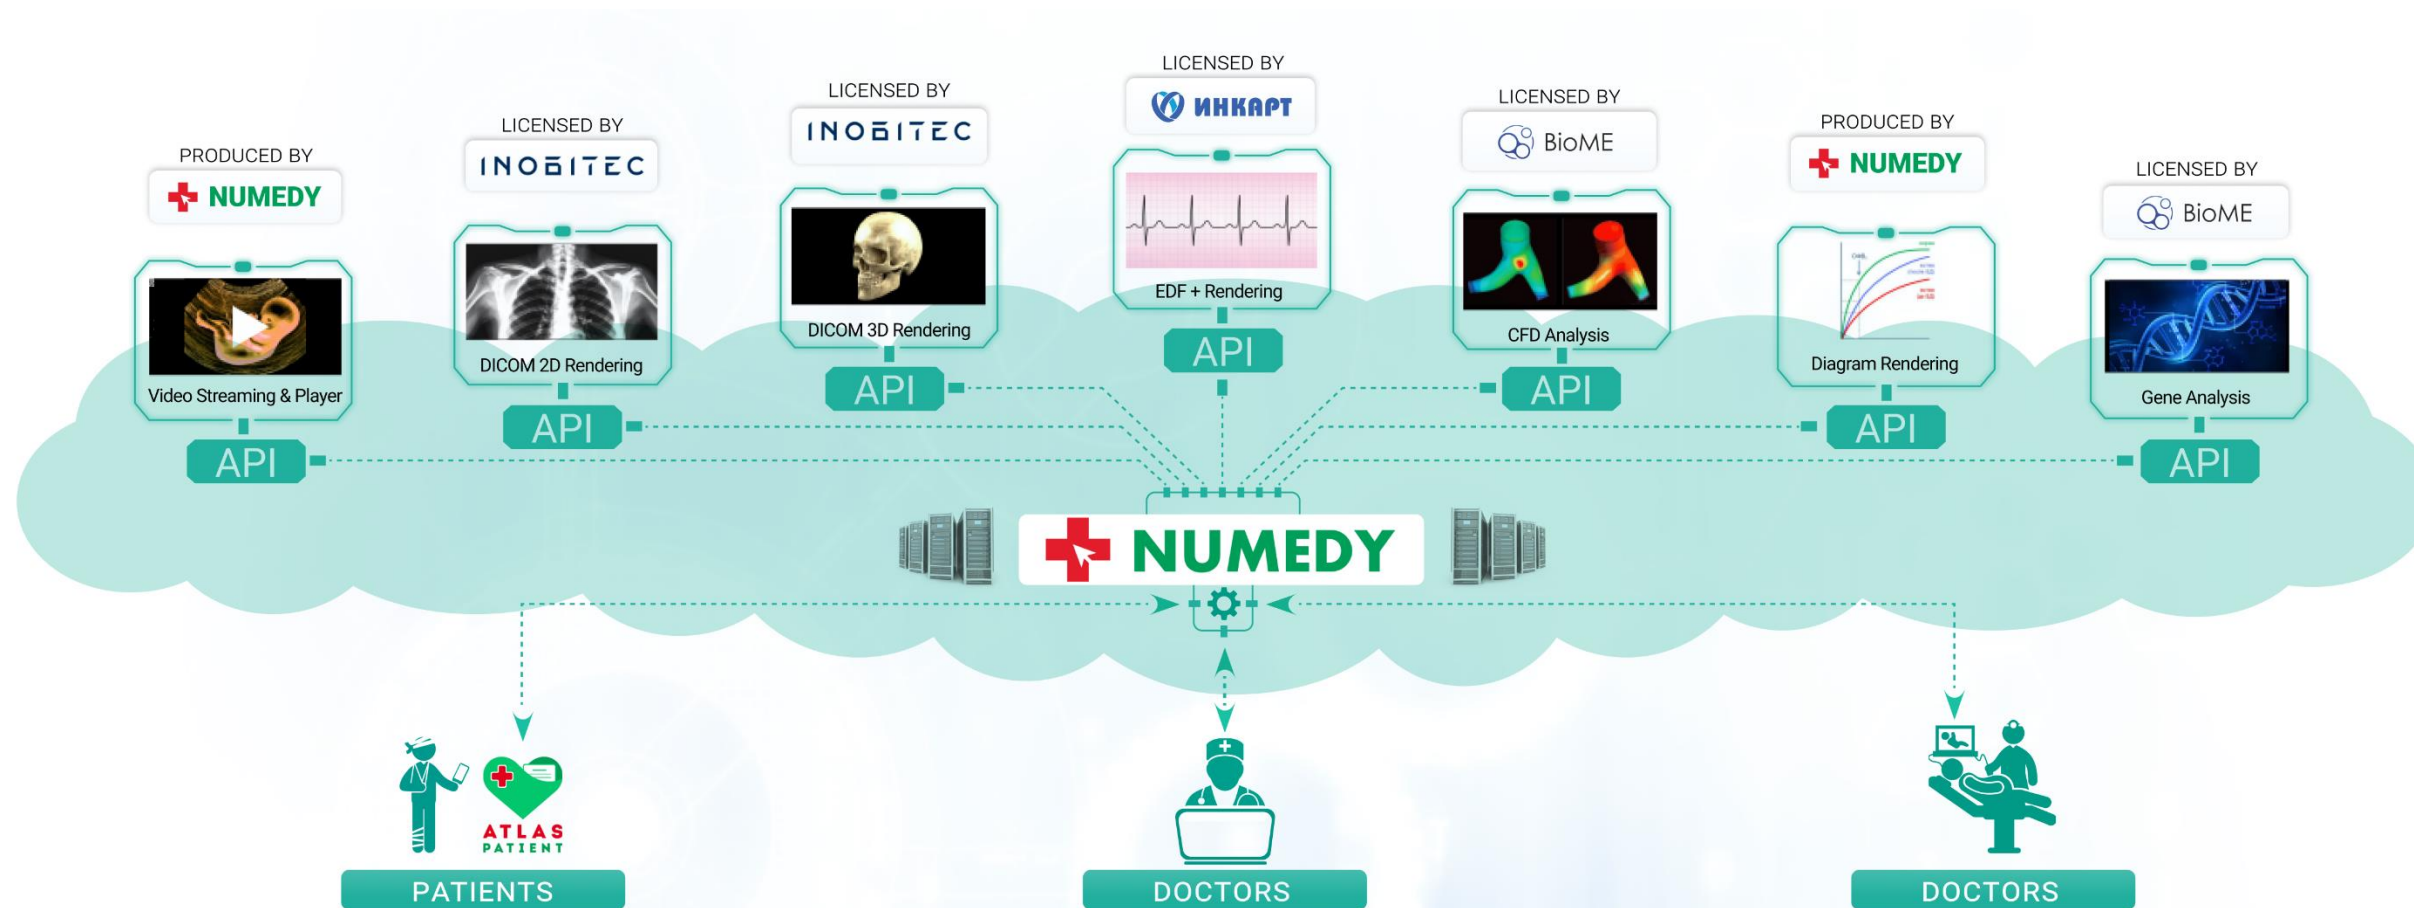 PRODUCED BY
NUMEDY
Video Streaming & Player
API
LICENSED BY
INOБITEC
DICOM 2D Rendering
API
LICENSED BY
INOБITEC
DICOM 3D Rendering
API
LICENSED BY
ИНКАРТ
EDF + Rendering
API
LICENSED BY
BioME
CFD Analysis
API
PRODUCED BY
NUMEDY
Diagram Rendering
API
LICENSED BY
BioME
Gene Analysis
API
NUMEDY
ATLAS
PATIENT
PATIENTS
DOCTORS
DOCTORS